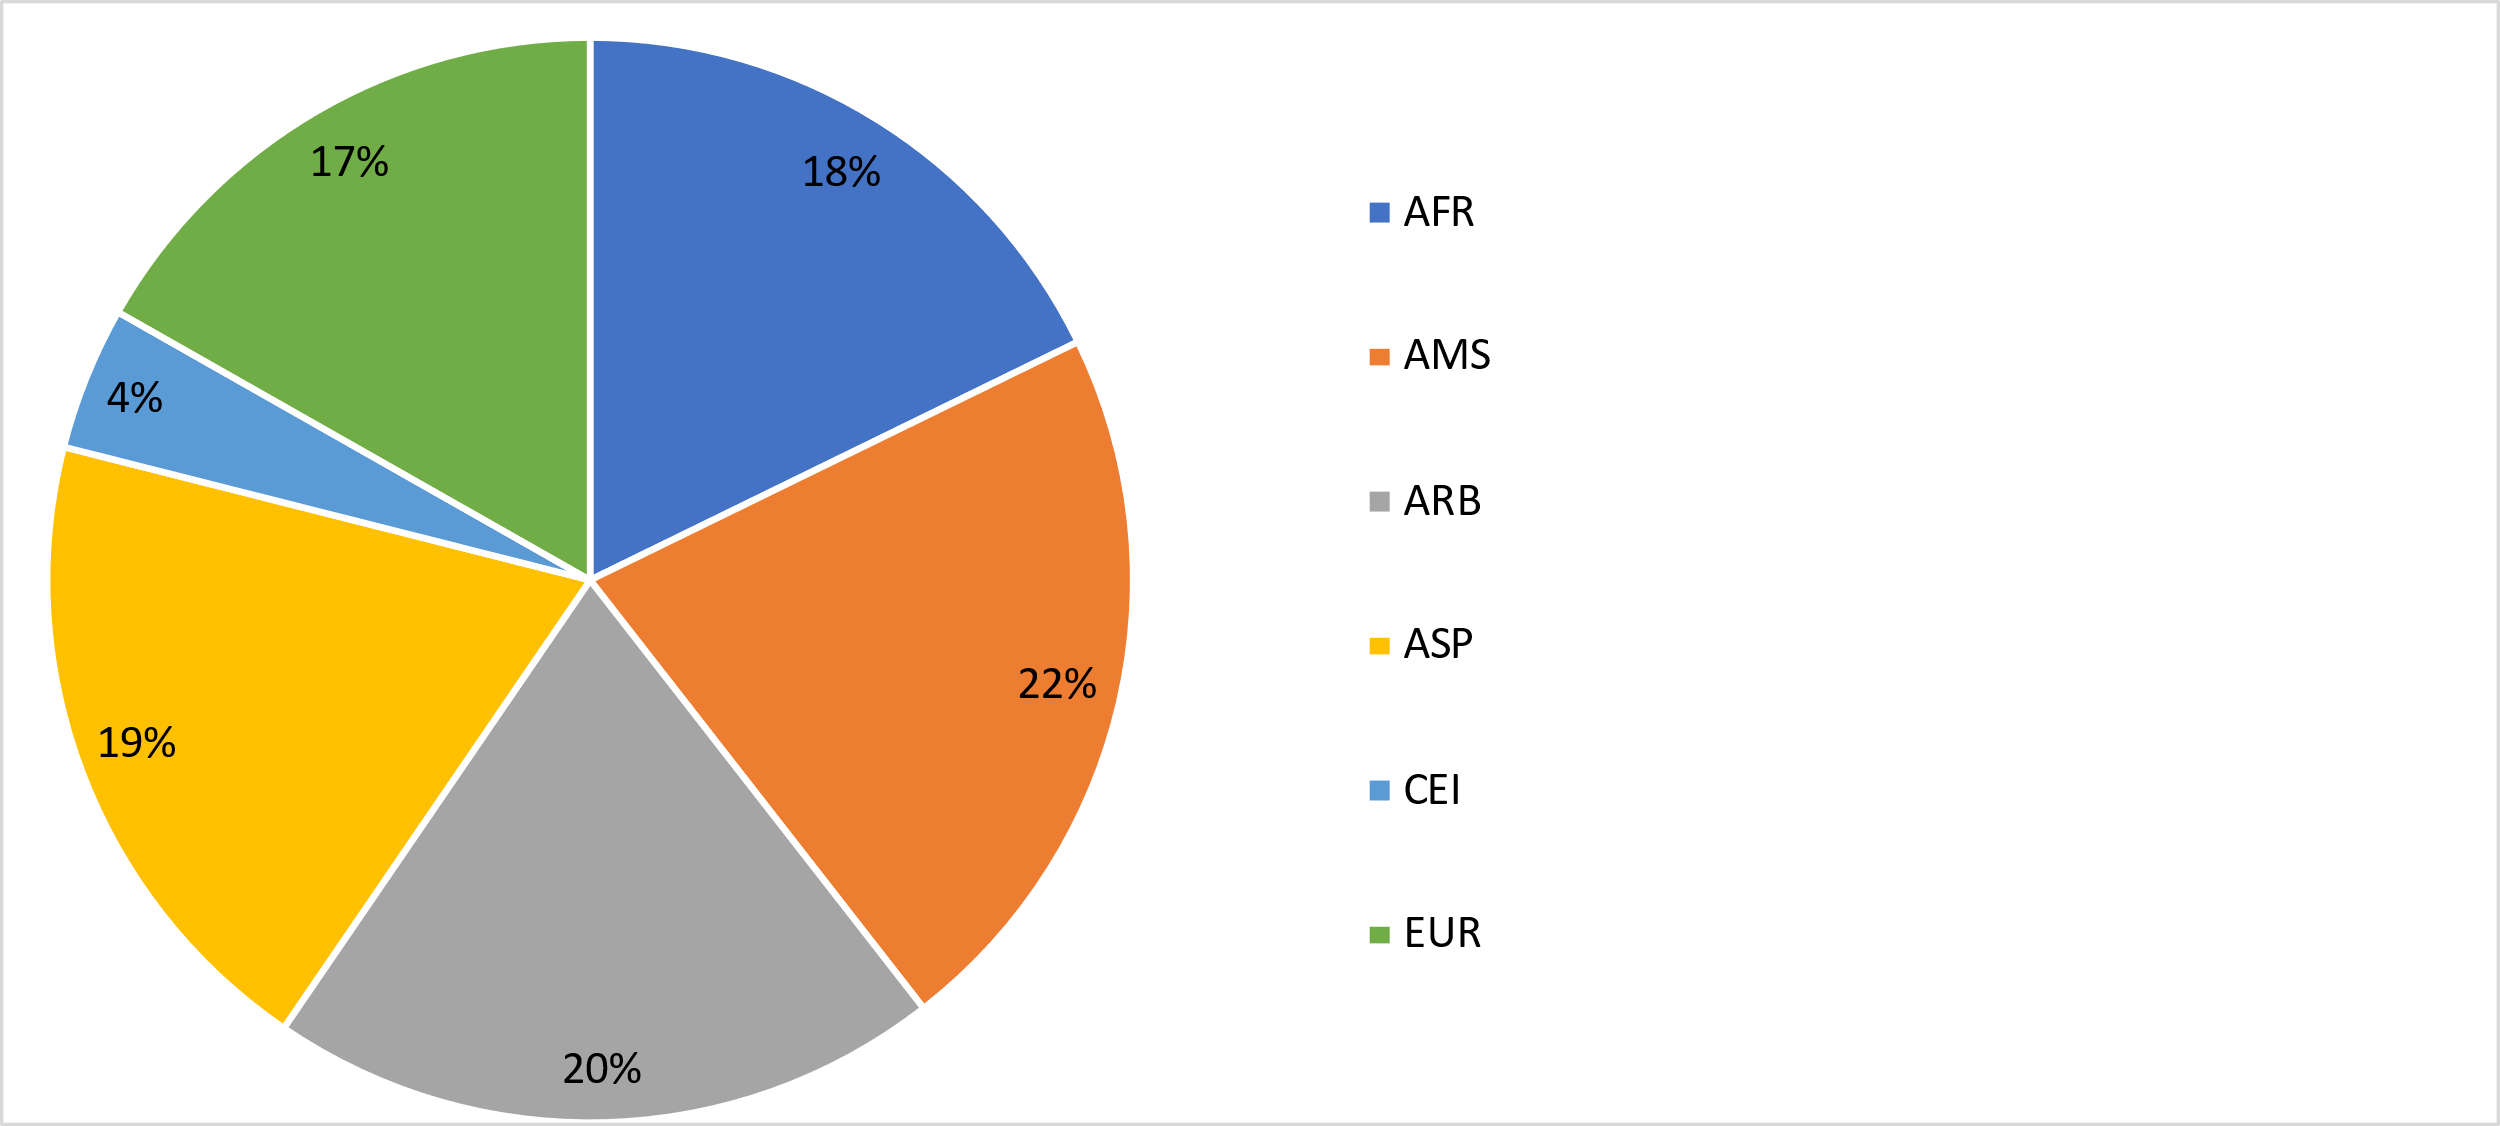 17%
18%
4%
22%
19%
20%
AFR
AMS
ARB
ASP
CEI
EUR